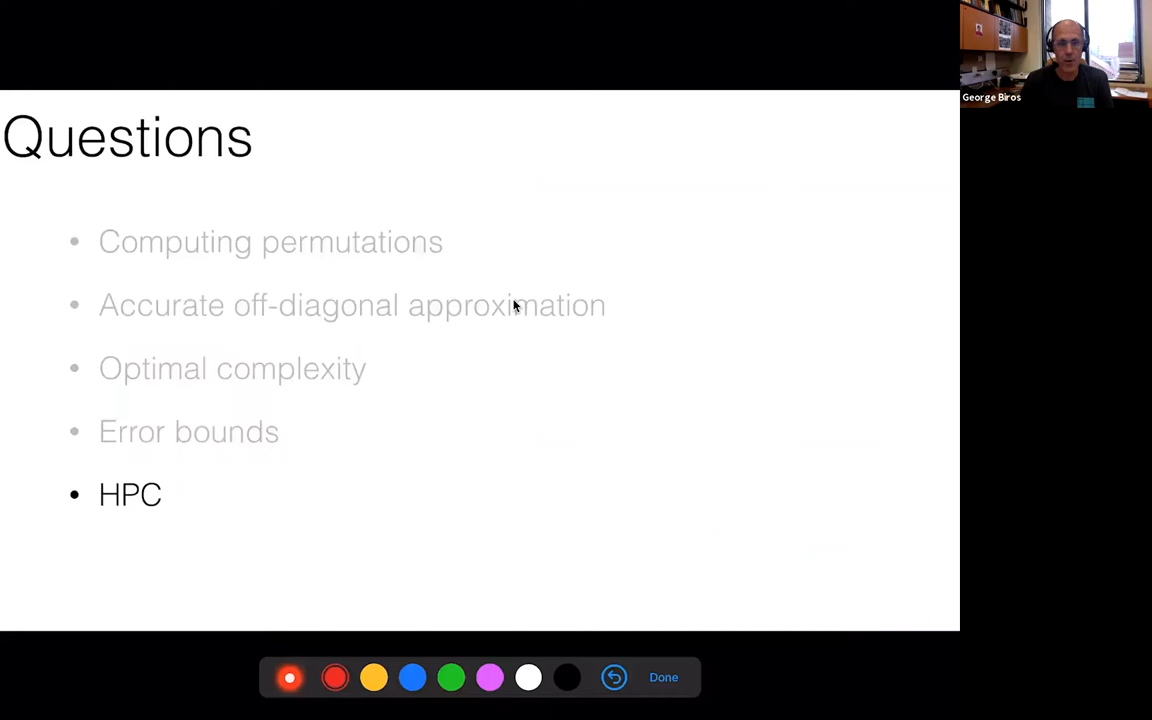 George Biros
Questions
• Computing permutations
• Accurate off-diagonal approximation
• Optimal complexity
• Error bounds
• HPC
Done